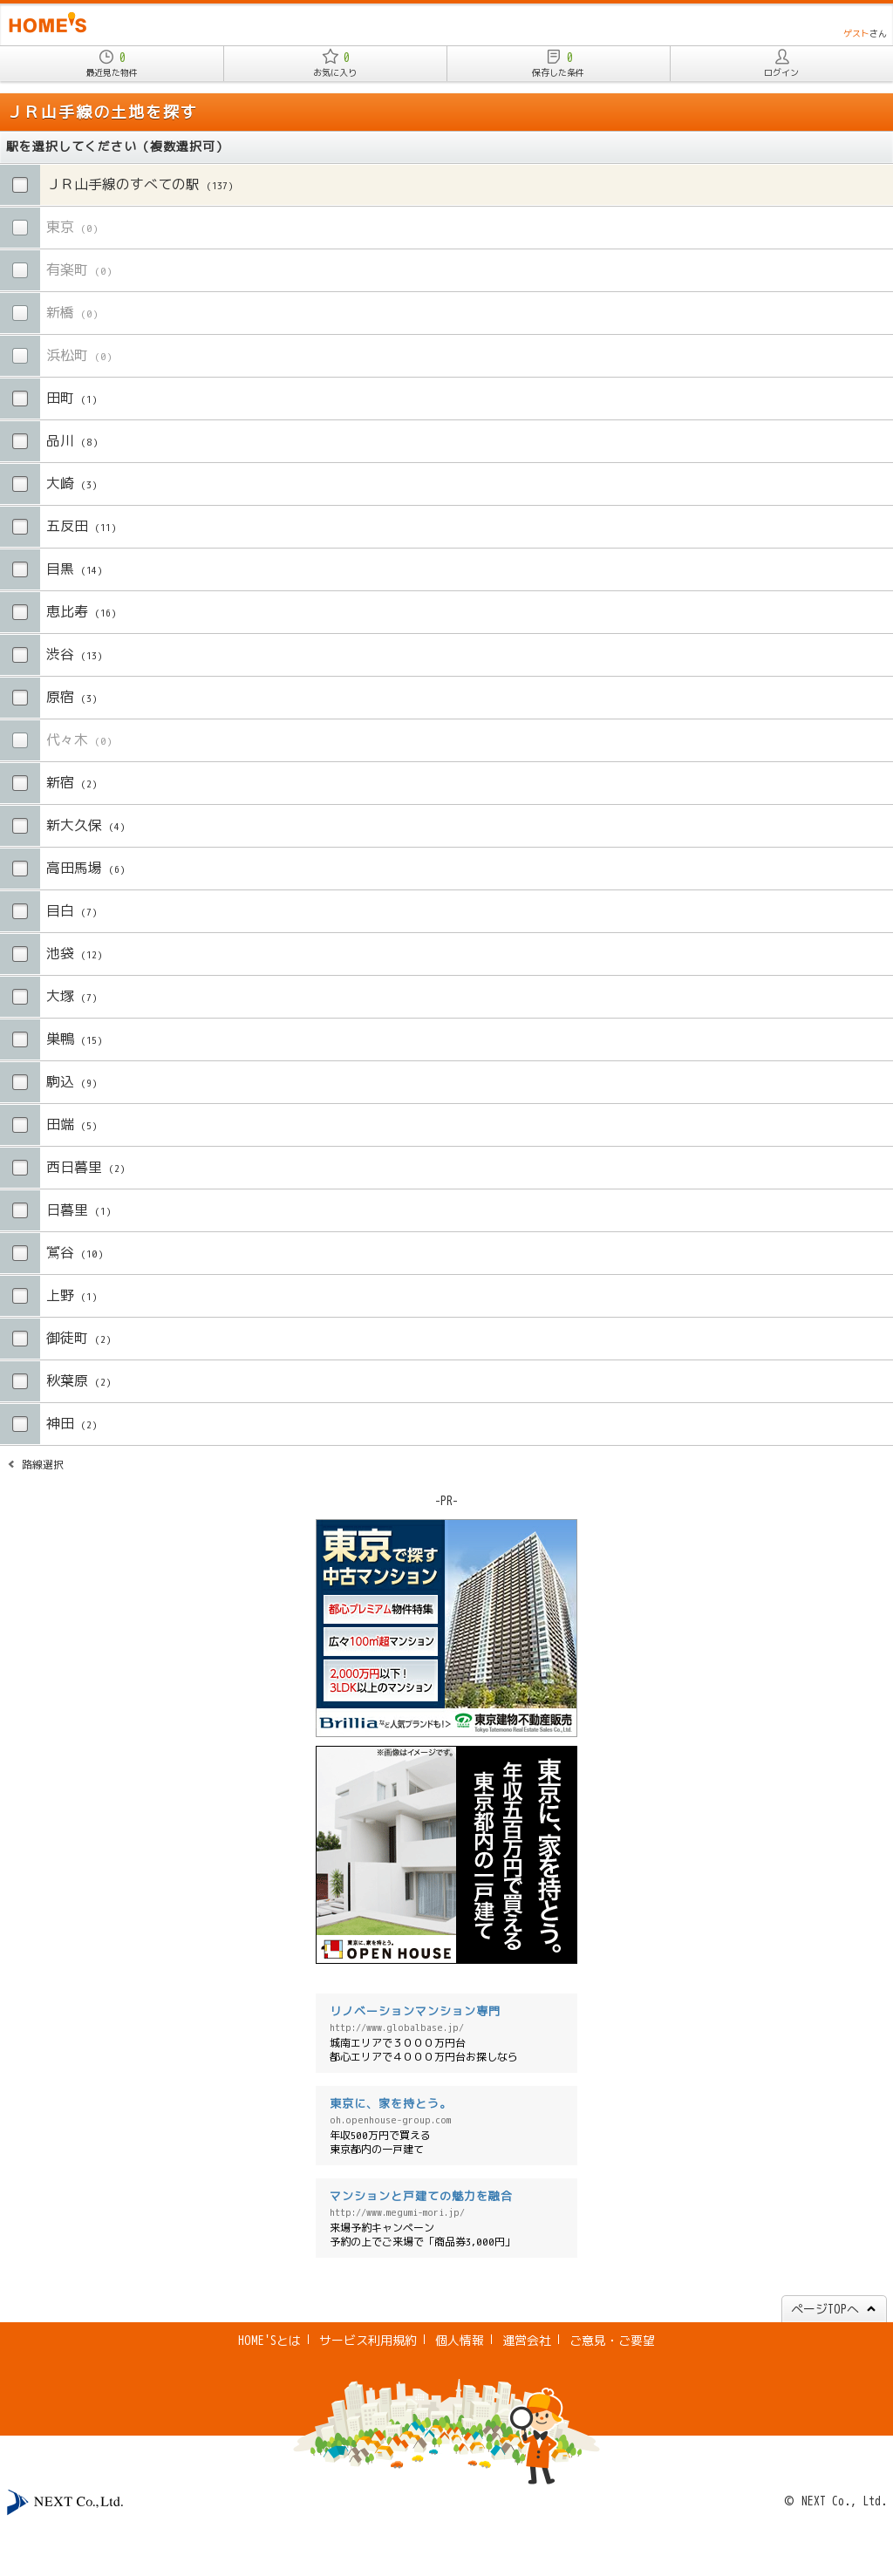 HOME'S
ゲストさん
0
最近見た物件
0
お気に入り
0
保存した条件
ログイン
ＪＲ山手線の土地を探す
駅を選択してください（複数選択可）
ＪＲ山手線のすべての駅 (137)
東京 (0)
有楽町 (0)
新橋 (0)
浜松町 (0)
田町 (1)
品川 (8)
大崎 (3)
五反田 (11)
目黒 (14)
恵比寿 (16)
渋谷 (13)
原宿 (3)
代々木 (0)
新宿 (2)
新大久保 (4)
高田馬場 (6)
目白 (7)
池袋 (12)
大塚 (7)
巣鴨 (15)
駒込 (9)
田端 (5)
西日暮里 (2)
日暮里 (1)
鴬谷 (10)
上野 (1)
御徒町 (2)
秋葉原 (2)
神田 (2)
路線選択
-PR-
東京で探す
中古マンション
都心プレミアム物件特集
広々100㎡超マンション
2,000万円以下！
3LDK以上のマンション
Brilliaなど人気ブランドも！>
東京建物不動産販売
Tokyo Tatemono Real Estate Sales Co.,Ltd.
※画像はイメージです。
東京に、家を持とう。
年収五百万円で買える
東京都内の一戸建て
東京に、家を持とう。
OPEN HOUSE
リノベーションマンション専門
http://www.globalbase.jp/
城南エリアで３０００万円台
都心エリアで４０００万円台お探しなら
東京に、家を持とう。
oh.openhouse-group.com
年収500万円で買える
東京都内の一戸建て
マンションと戸建ての魅力を融合
http://www.megumi-mori.jp/
来場予約キャンペーン
予約の上でご来場で「商品券3,000円」
ページTOPへ
HOME'Sとは | サービス利用規約 | 個人情報 | 運営会社 | ご意見・ご要望
NEXT Co.,Ltd.
© NEXT Co., Ltd.